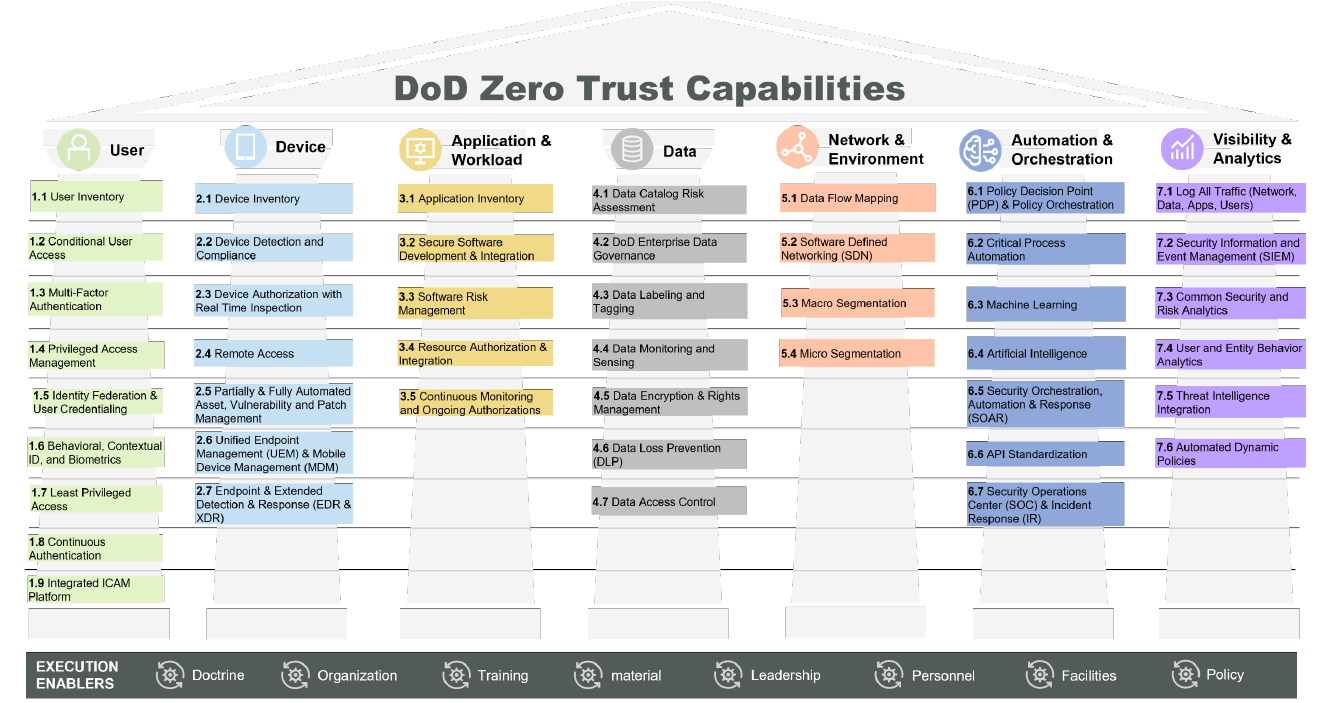 DoD Zero Trust Capabilities
User
1.1 User Inventory
1.2 Conditional User
Access
1.3 Multi-Factor
Authentication
1.4 Privileged Access
Management
1.5 Identity Federation &
User Credentialing
1.6 Behavioral, Contextual
ID, and Biometrics
1.7 Least Privileged
Access
1.8 Continuous
Authentication
1.9 Integrated ICAM
Platform
Device
2.1 Device Inventory
2.2 Device Detection and
Compliance
2.3 Device Authorization with
Real Time Inspection
2.4 Remote Access
2.5 Partially & Fully Automated
Asset, Vulnerability and Patch
Management
2.6 Unified Endpoint
Management (UEM) & Mobile
Device Management (MDM)
2.7 Endpoint & Extended
Detection & Response (EDR &
XDR)
Application &
Workload
3.1 Application Inventory
3.2 Secure Software
Development & Integration
3.3 Software Risk
Management
3.4 Resource Authorization &
Integration
3.5 Continuous Monitoring
and Ongoing Authorizations
Data
4.1 Data Catalog Risk
Assessment
4.2 DoD Enterprise Data
Governance
4.3 Data Labeling and
Tagging
4.4 Data Monitoring and
Sensing
4.5 Data Encryption & Rights
Management
4.6 Data Loss Prevention
(DLP)
4.7 Data Access Control
Network &
Environment
5.1 Data Flow Mapping
5.2 Software Defined
Networking (SDN)
5.3 Macro Segmentation
5.4 Micro Segmentation
Automation &
Orchestration
6.1 Policy Decision Point
(PDP) & Policy Orchestration
6.2 Critical Process
Automation
6.3 Machine Learning
6.4 Artificial Intelligence
6.5 Security Orchestration,
Automation & Response
(SOAR)
6.6 API Standardization
6.7 Security Operations
Center (SOC) & Incident
Response (IR)
Visibility &
Analytics
7.1 Log All Traffic (Network,
Data, Apps, Users)
7.2 Security Information and
Event Management (SIEM)
7.3 Common Security and
Risk Analytics
7.4 User and Entity Behavior
Analytics
7.5 Threat Intelligence
Integration
7.6 Automated Dynamic
Policies
EXECUTION
ENABLERS
Doctrine
Organization
Training
material
Leadership
Personnel
Facilities
Policy